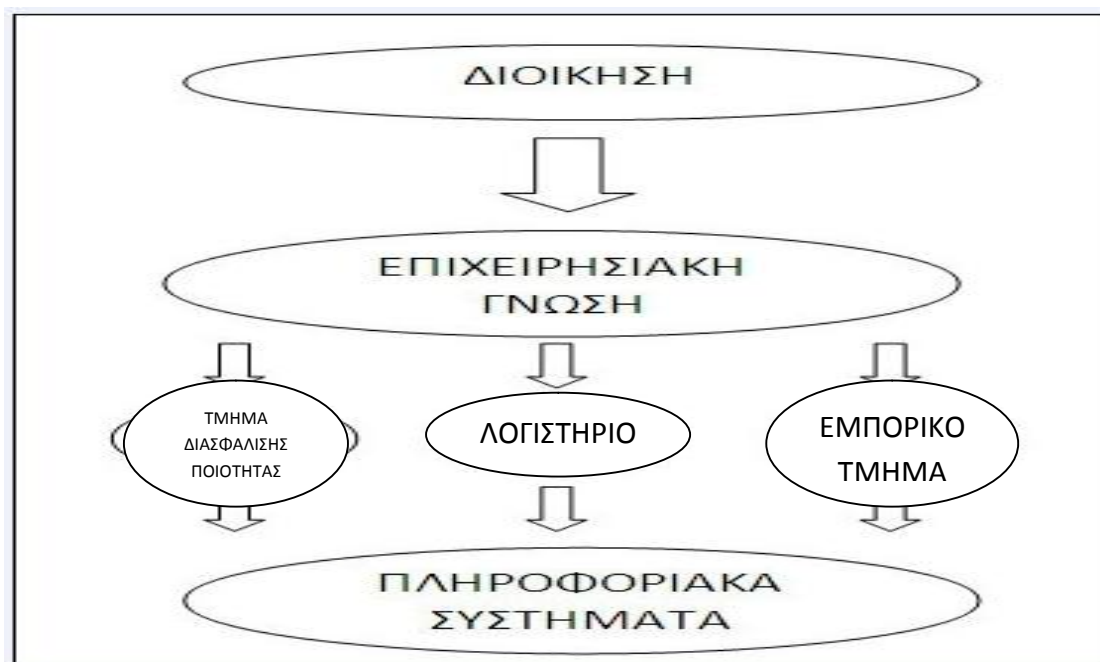 ΔΙΟΙΚΗΣΗ
ΕΠΙΧΕΙΡΗΣΙΑΚΗ
ΓΝΩΣΗ
ΤΜΗΜΑ
ΔΙΑΣΦΑΛΙΣΗΣ
ΠΟΙΟΤΗΤΑΣ
ΛΟΓΙΣΤΗΡΙΟ
ΕΜΠΟΡΙΚΟ
ΤΜΗΜΑ
ΠΛΗΡΟΦΟΡΙΑΚΑ
ΣΥΣΤΗΜΑΤΑ